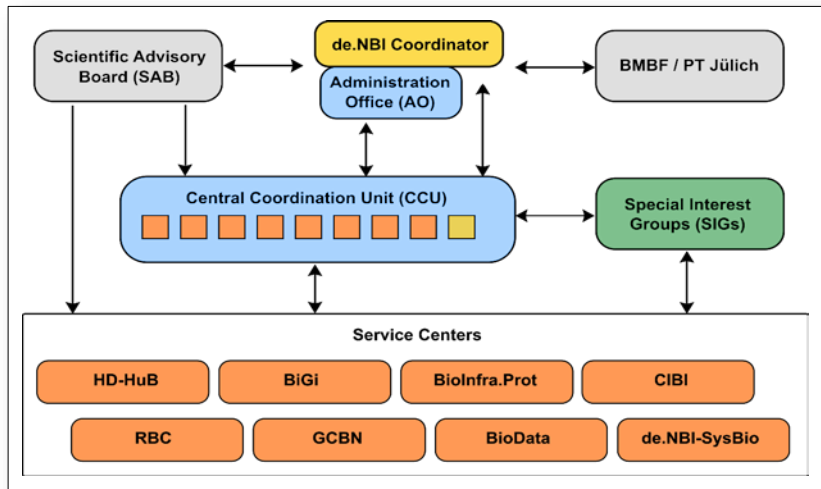 Scientific Advisory
Board (SAB)
de.NBI Coordinator
Administration
Office (AO)
BMBF / PT Jülich
Central Coordination Unit (CCU)
Special Interest
Groups (SIGs)
Service Centers
HD-HuB
BiGi
BioInfra.Prot
CIBI
RBC
GCBN
BioData
de.NBI-SysBio